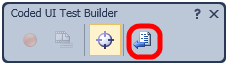 Coded UI Test Builder ? ×